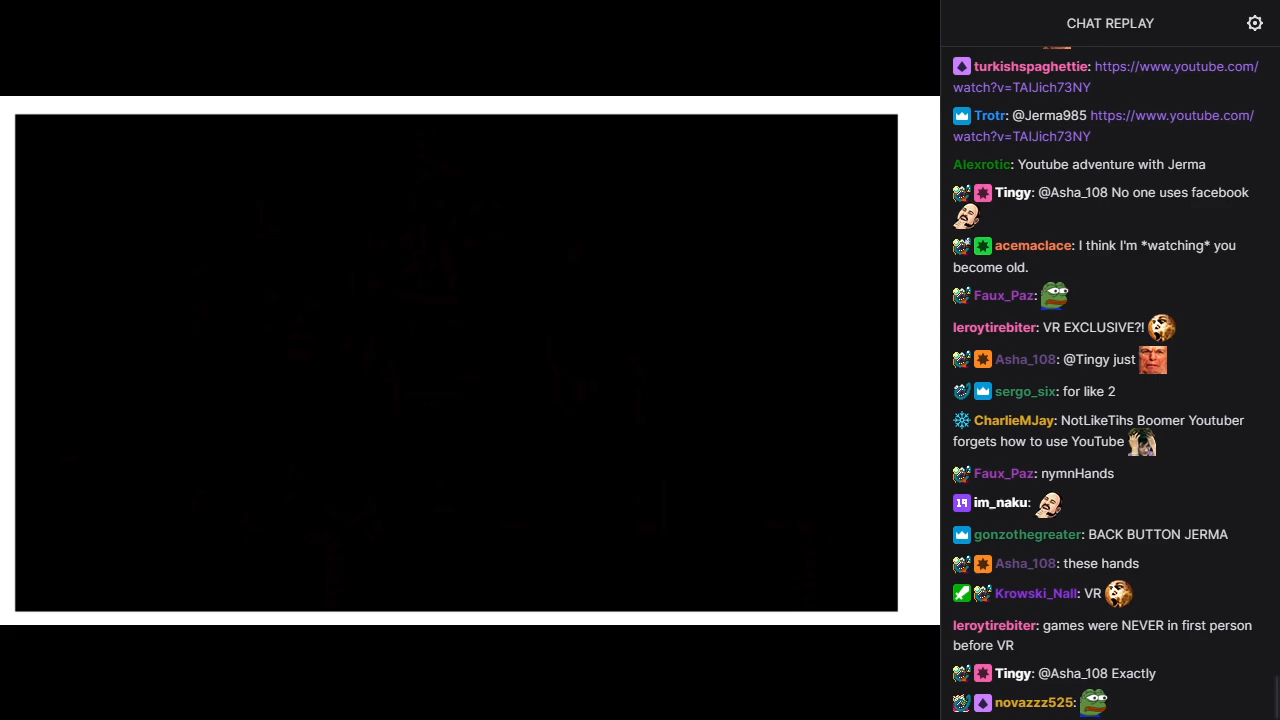 CHAT REPLAY
turkishspaghettie: https://www.youtube.com/
watch?v=TAIJich73NY
Trotr: @Jerma985 https://www.youtube.com/
watch?v=TAIJich73NY
Alexrotic: Youtube adventure with Jerma
Tingy: @Asha_108 No one uses facebook
acemaclace: I think I'm *watching* you
become old.
Faux_Paz:
leroytirebiter: VR EXCLUSIVE?!
Asha_108: @Tingy just
sergo_six: for like 2
CharlieMJay: NotLikeTihs Boomer Youtuber
forgets how to use YouTube
Faux_Paz: nymnHands
19 im_naku:
gonzothegreater: BACK BUTTON JERMA
Asha_108: these hands
Krowski_Nall: VR
leroytirebiter: games were NEVER in first person
before VR
Tingy: @Asha_108 Exactly
novazzz525: